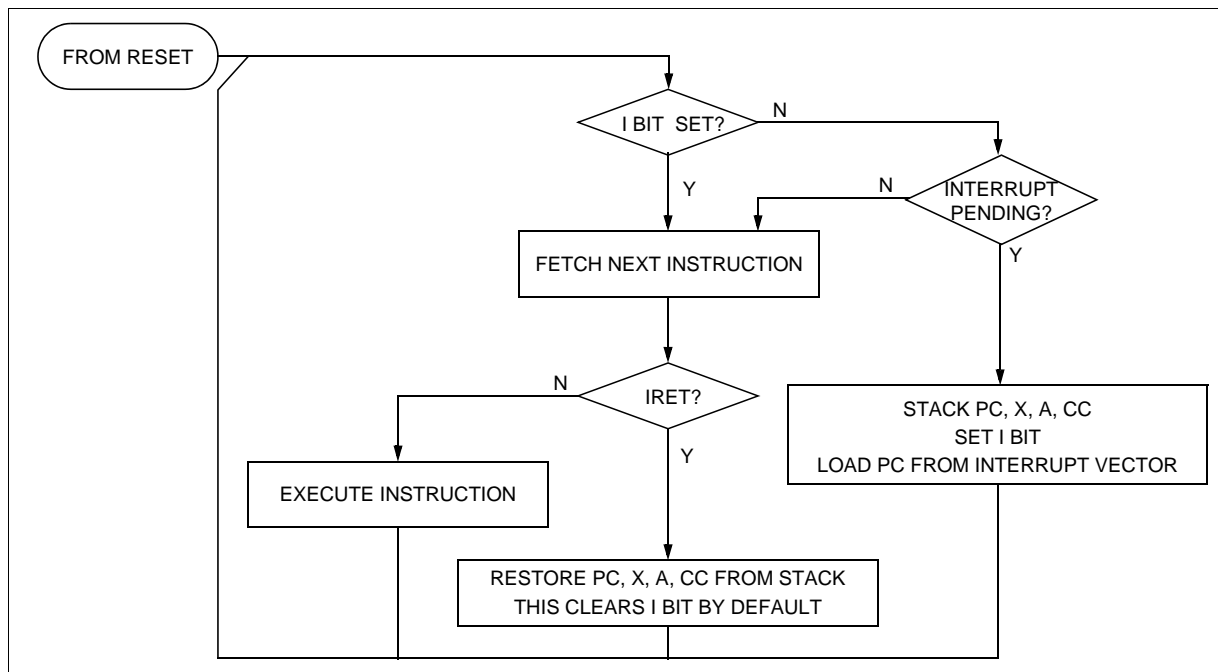 FROM RESET
I BIT SET?
N
Y
N
INTERRUPT
PENDING?
Y
FETCH NEXT INSTRUCTION
N
IRET?
Y
STACK PC, X, A, CC
SET I BIT
LOAD PC FROM INTERRUPT VECTOR
EXECUTE INSTRUCTION
RESTORE PC, X, A, CC FROM STACK
THIS CLEARS I BIT BY DEFAULT